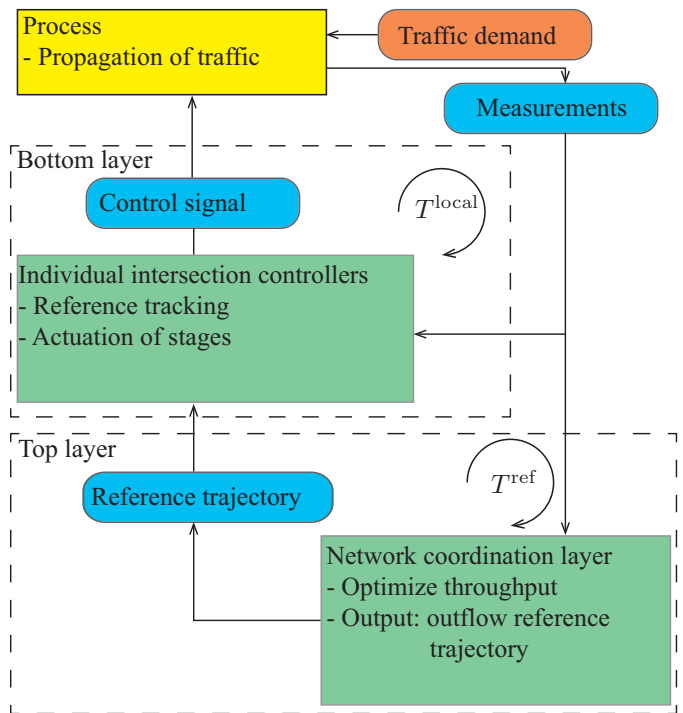 Process
- Propagation of traffic
Traffic demand
Measurements
Bottom layer
Control signal
T^local
Individual intersection controllers
- Reference tracking
- Actuation of stages
Top layer
Reference trajectory
T^ref
Network coordination layer
- Optimize throughput
- Output: outflow reference
trajectory